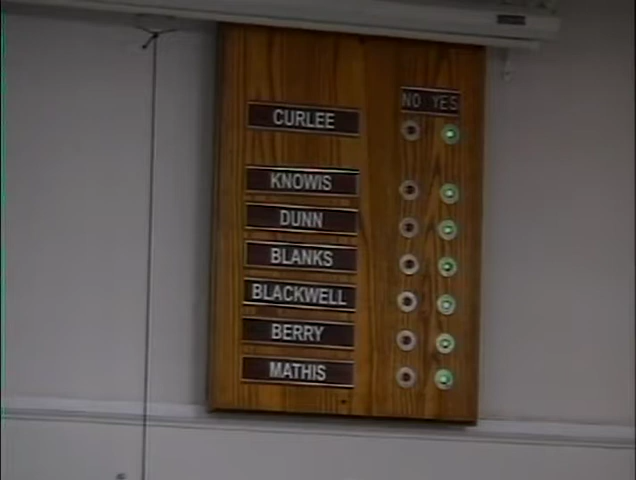 NO YES
CURLEE
KNOWIS
DUNN
BLANKS
BLACKWELL
BERRY
MATHIS